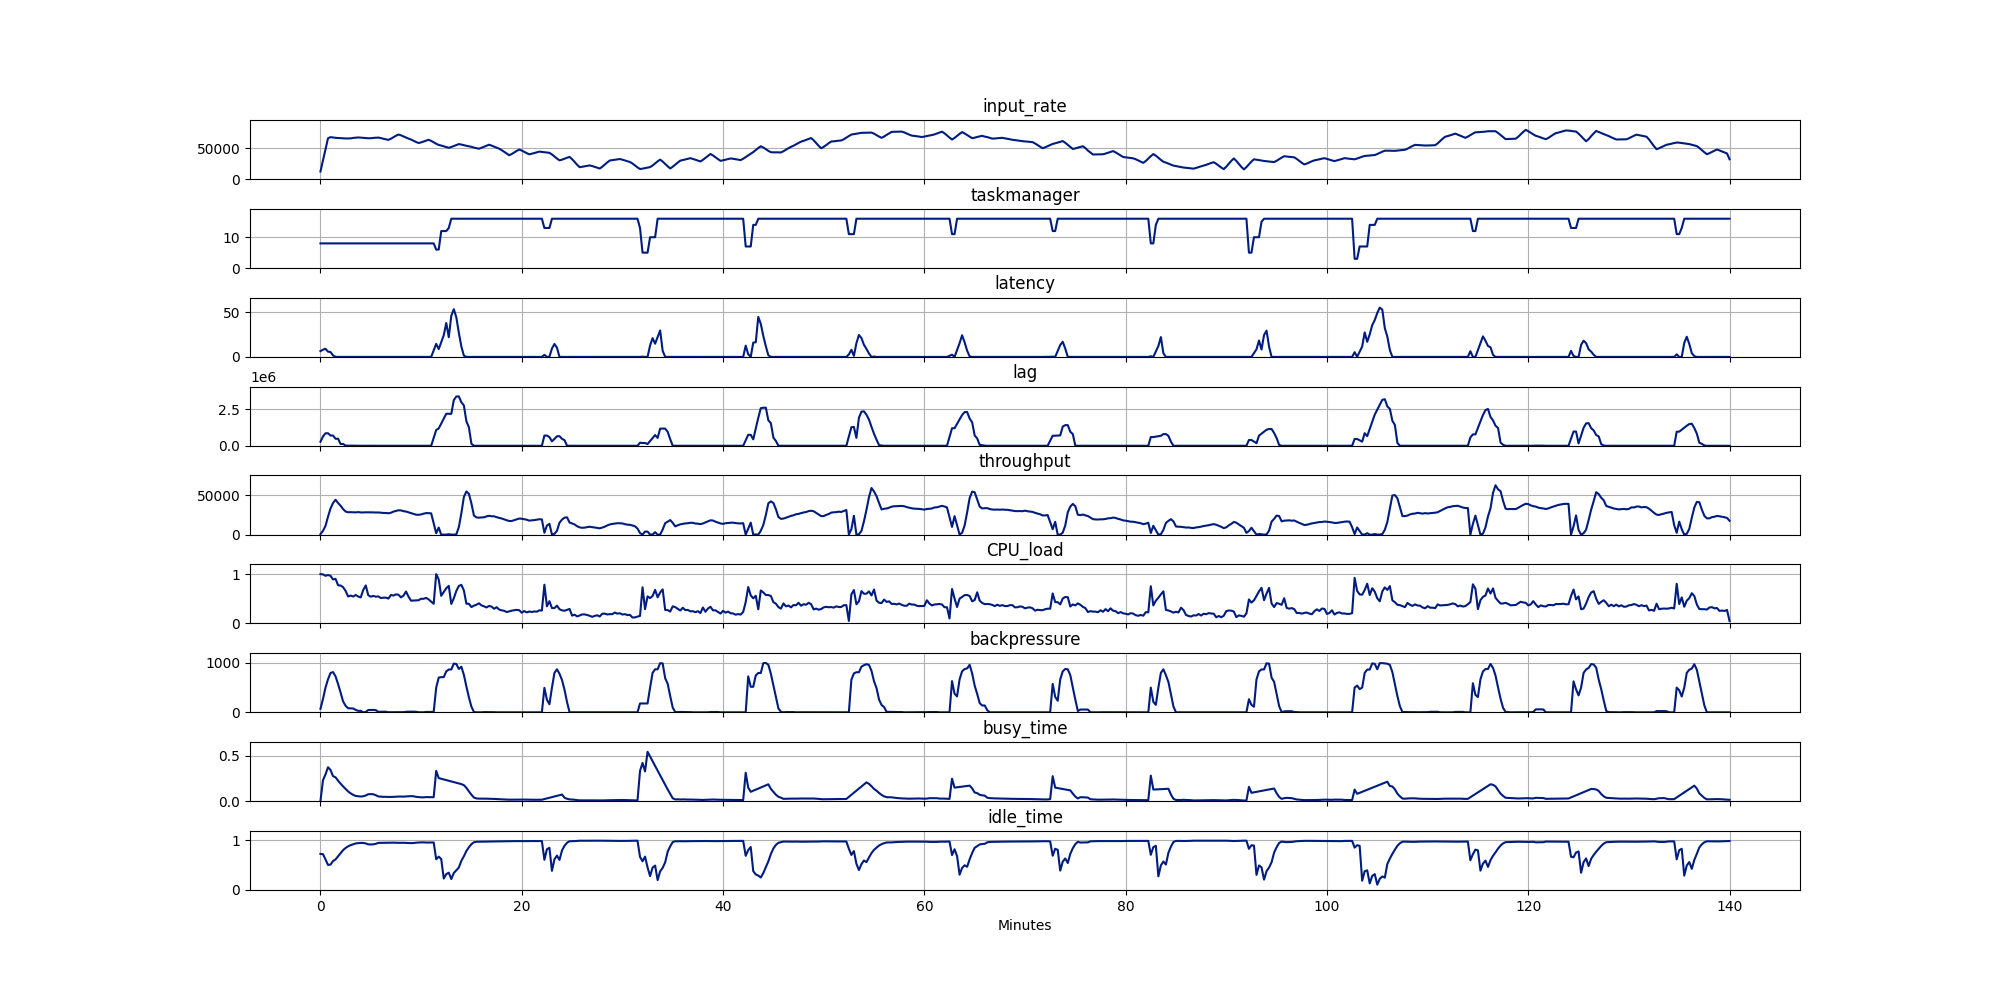 input_rate
50000
0
taskmanager
10
0
latency
50
0
1e6
lag
2.5
0.0
throughput
50000
0
CPU_load
1
0
backpressure
1000
0
busy_time
0.5
0.0
idle_time
1
0
0 20 40 60 80 100 120 140
Minutes